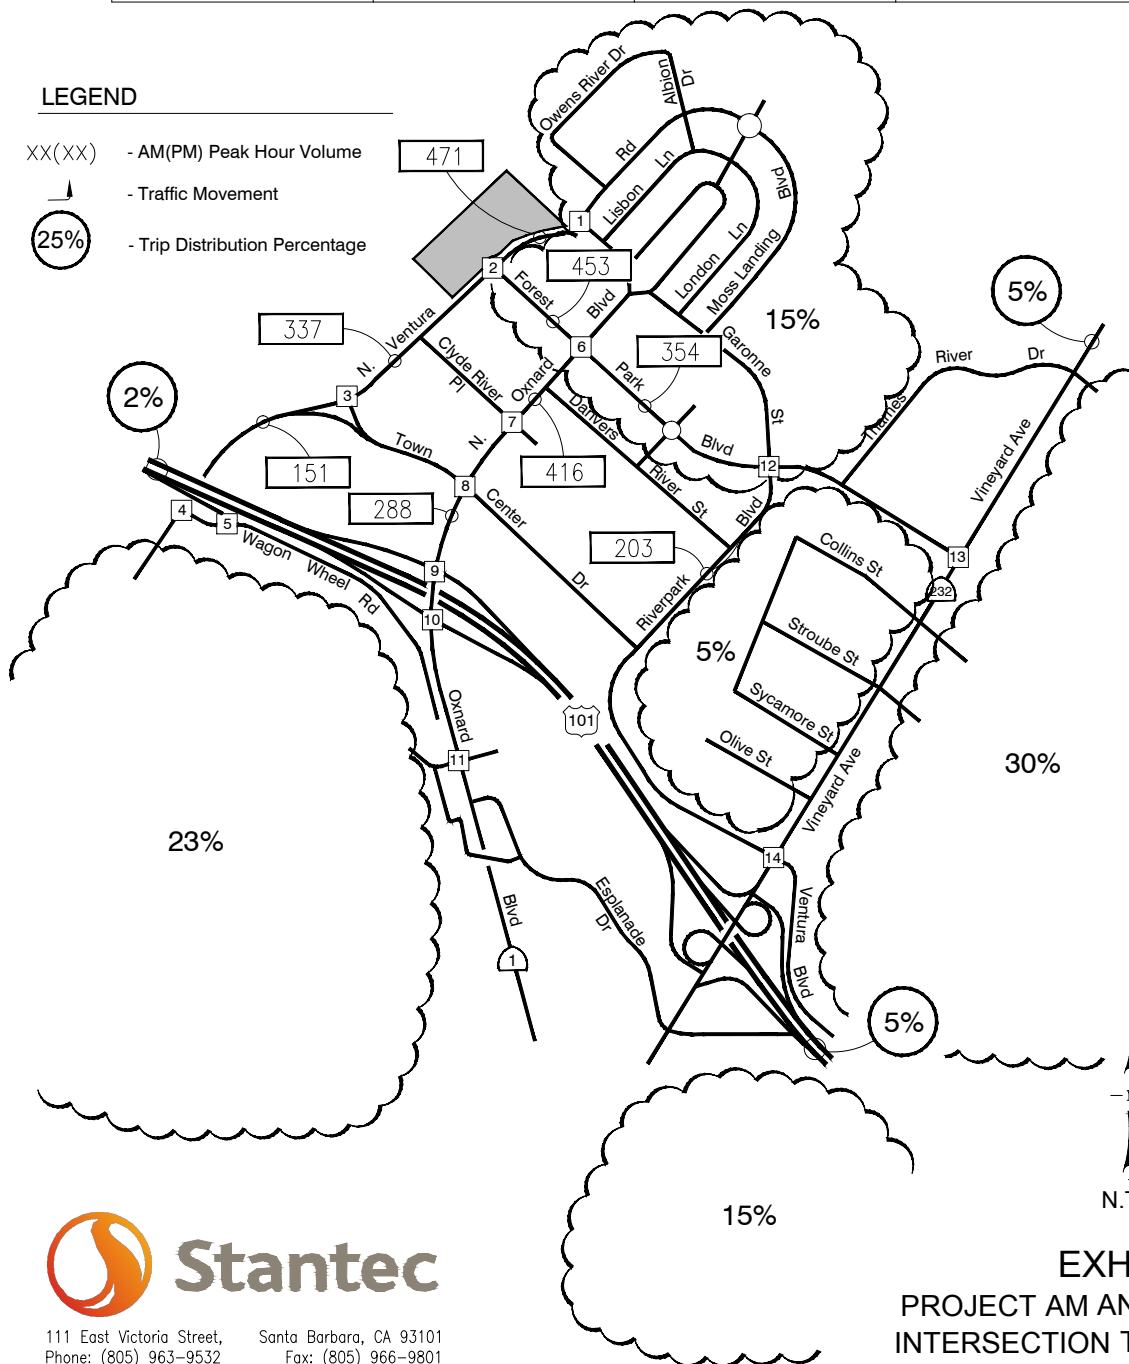 LEGEND
XX(XX) - AM(PM) Peak Hour Volume
- Traffic Movement
25% - Trip Distribution Percentage
471
453
337
354
151
416
288
203
2%
5%
15%
5%
30%
23%
5%
15%
Owens River Dr
Albion Dr
Rd
Lisbon Ln
London Ln
Moss Landing
Blvd
N. Ventura
Forest
Park
Blvd
Clyde River Pl
N. Oxnard Blvd
Garonne St
Danvers River St
Town Center Dr
Riverpark Blvd
Thames River Dr
Vineyard Ave
Collins St
Stroube St
Sycamore St
Olive St
Vineyard Ave
Wagon Wheel Rd
Oxnard
Blvd
Esplanade Dr
Ventura Blvd
1
2
3
4
5
6
7
8
9
10
11
12
13
14
101
232
1
N.T
Stantec
111 East Victoria Street, Santa Barbara, CA 93101
Phone: (805) 963-9532 Fax: (805) 966-9801
EXH
PROJECT AM AN
INTERSECTION T